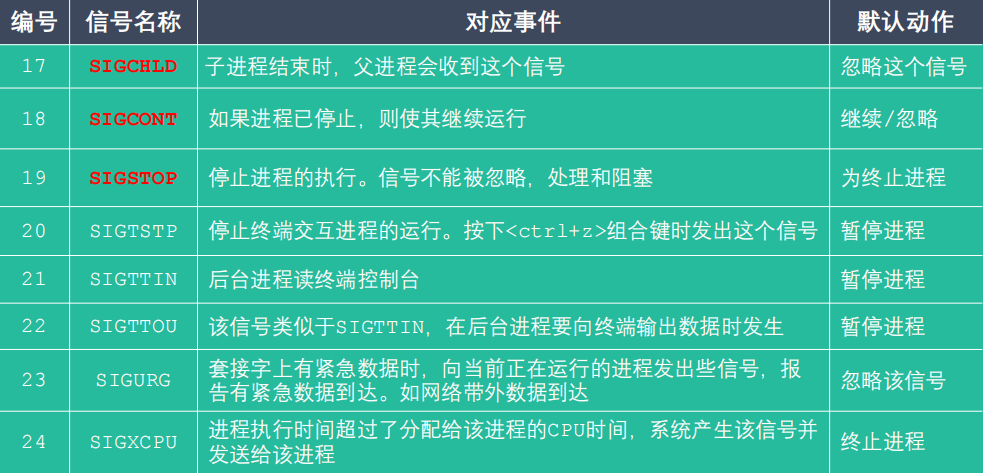 编号 信号名称 对应事件 默认动作
17 SIGCHLD 子进程结束时，父进程会收到这个信号 忽略这个信号
18 SIGCONT 如果进程已停止，则使其继续运行 继续/忽略
19 SIGSTOP 停止进程的执行。信号不能被忽略，处理和阻塞 为终止进程
20 SIGTSTP 停止终端交互进程的运行。按下<ctrl+z>组合键时发出这个信号 暂停进程
21 SIGTTIN 后台进程读终端控制台 暂停进程
22 SIGTTOU 该信号类似于SIGTTIN，在后台进程要向终端输出数据时发生 暂停进程
23 SIGURG 套接字上有紧急数据时，向当前正在运行的进程发出些信号，报
告有紧急数据到达。如网络带外数据到达 忽略该信号
24 SIGXCPU 进程执行时间超过了分配给该进程的CPU时间，系统产生该信号并
发送给该进程 终止进程